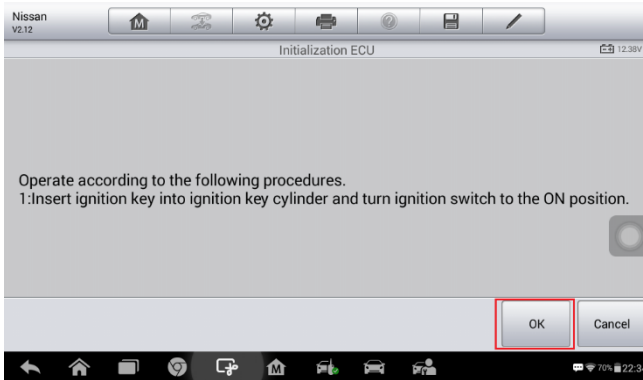 Nissan
V2.12
Initialization ECU
12.38V
Operate according to the following procedures.
1:Insert ignition key into ignition key cylinder and turn ignition switch to the ON position.
OK
Cancel
70%